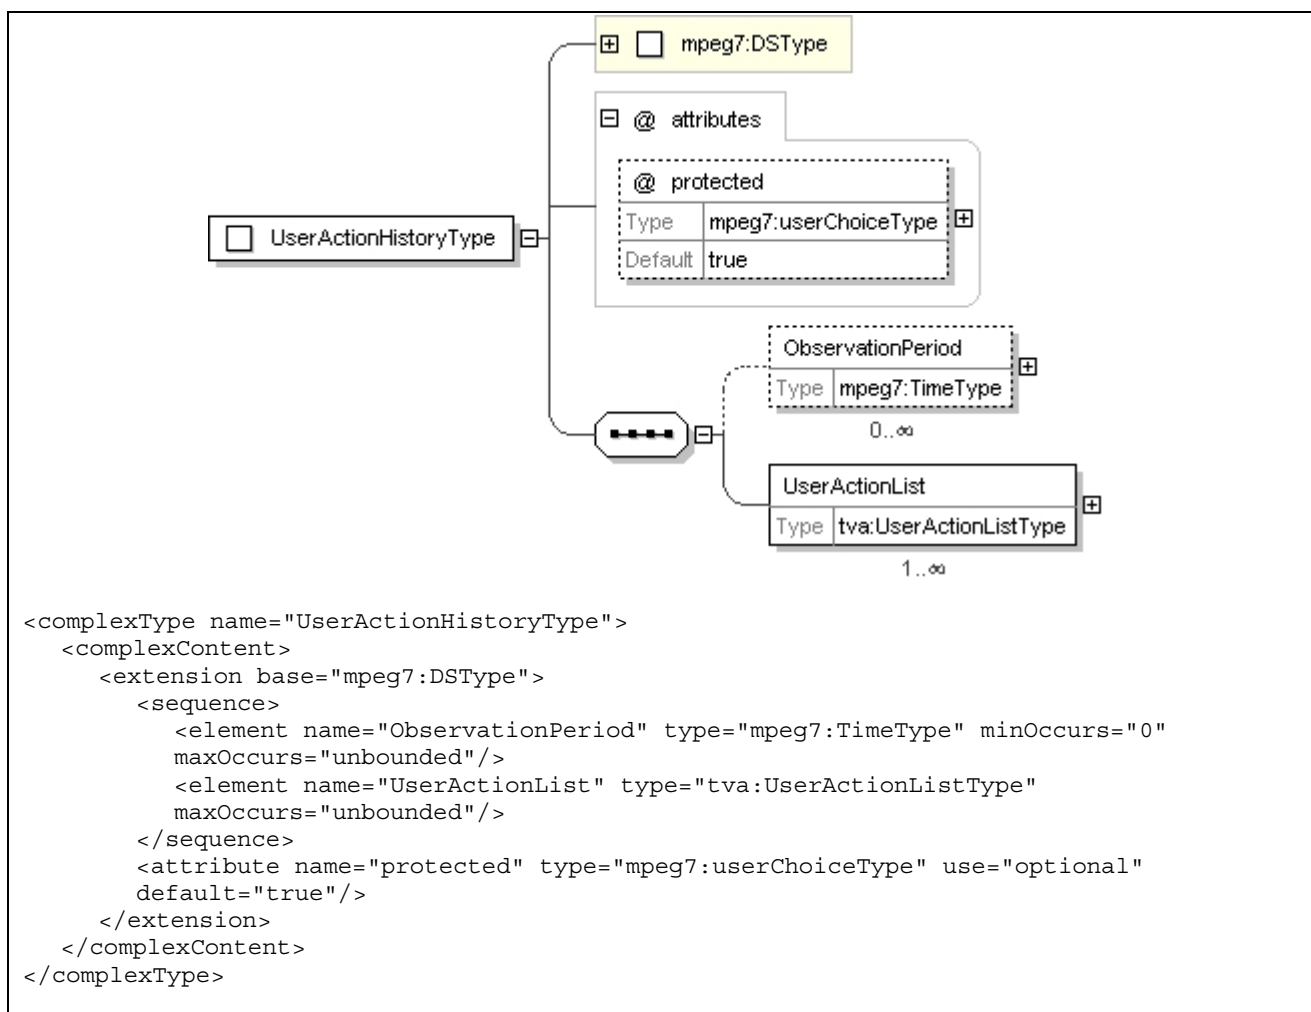 mpeg7:DSType
@ attributes
@ protected
Type mpeg7:userChoiceType
Default true
UserActionHistoryType
ObservationPeriod
Type mpeg7:TimeType
0..∞
UserActionList
Type tva:UserActionListType
1..∞
<complexType name="UserActionHistoryType">
<complexContent>
<extension base="mpeg7:DSType">
<sequence>
<element name="ObservationPeriod" type="mpeg7:TimeType" minOccurs="0"
maxOccurs="unbounded"/>
<element name="UserActionList" type="tva:UserActionListType"
maxOccurs="unbounded"/>
</sequence>
<attribute name="protected" type="mpeg7:userChoiceType" use="optional"
default="true"/>
</extension>
</complexContent>
</complexType>